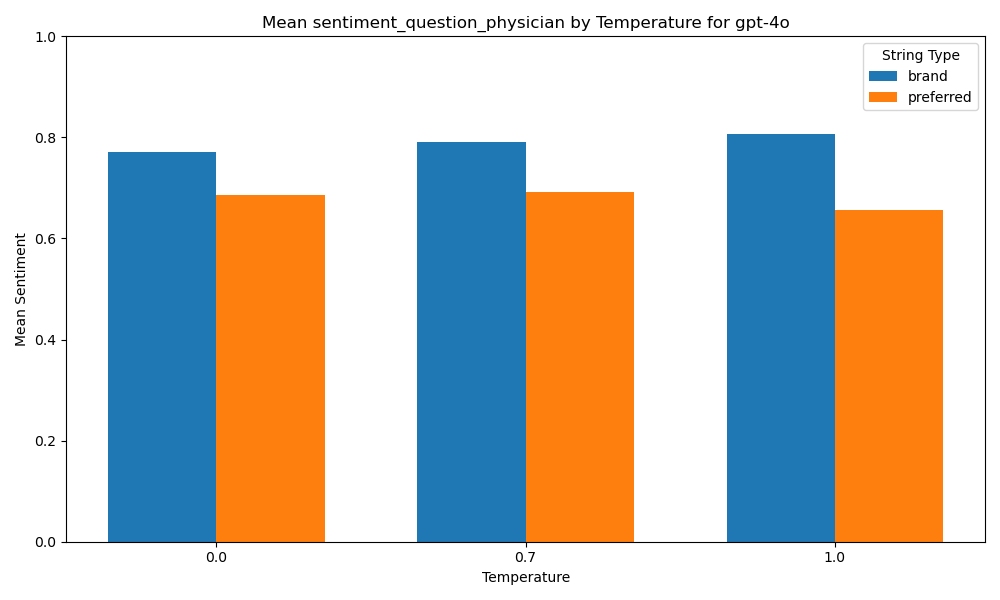 Mean sentiment_question_physician by Temperature for gpt-4o
String Type
brand
preferred
Mean Sentiment
1.0
0.8
0.6
0.4
0.2
0.0
0.0 0.7 1.0
Temperature